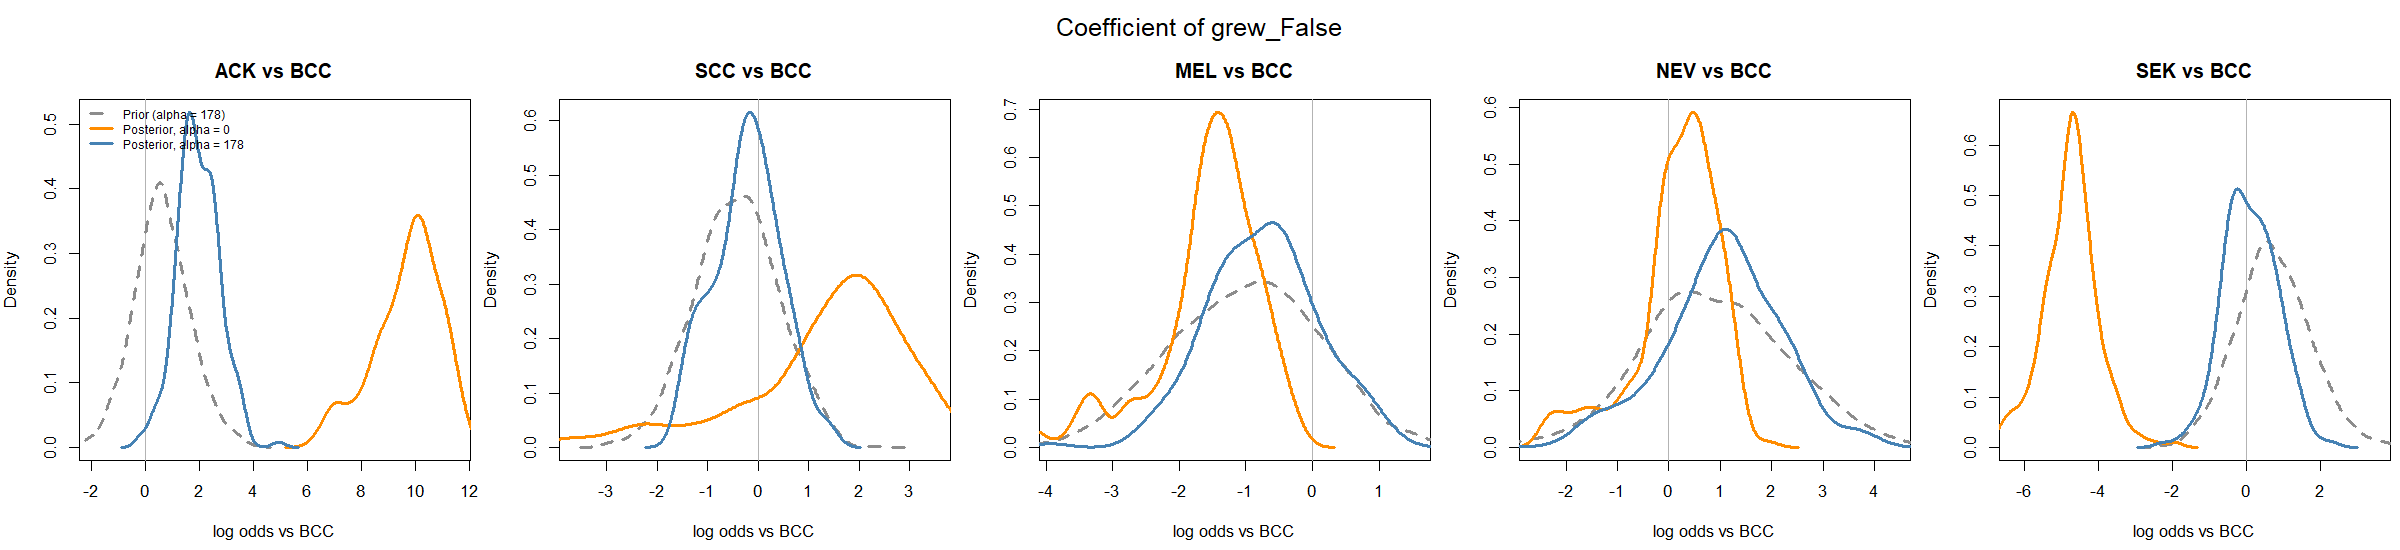 Coefficient of grew_False
ACK vs BCC
Density
0.0 0.1 0.2 0.3 0.4 0.5
Prior (alpha = 178)
Posterior, alpha = 0
Posterior, alpha = 178
-2 0 2 4 6 8 10 12
log odds vs BCC
SCC vs BCC
Density
0.0 0.1 0.2 0.3 0.4 0.5 0.6
-3 -2 -1 0 1 2 3
log odds vs BCC
MEL vs BCC
Density
0.0 0.1 0.2 0.3 0.4 0.5 0.6 0.7
-4 -3 -2 -1 0 1
log odds vs BCC
NEV vs BCC
Density
0.0 0.1 0.2 0.3 0.4 0.5 0.6
-2 -1 0 1 2 3 4
log odds vs BCC
SEK vs BCC
Density
0.0 0.1 0.2 0.3 0.4 0.5 0.6
-6 -4 -2 0 2
log odds vs BCC